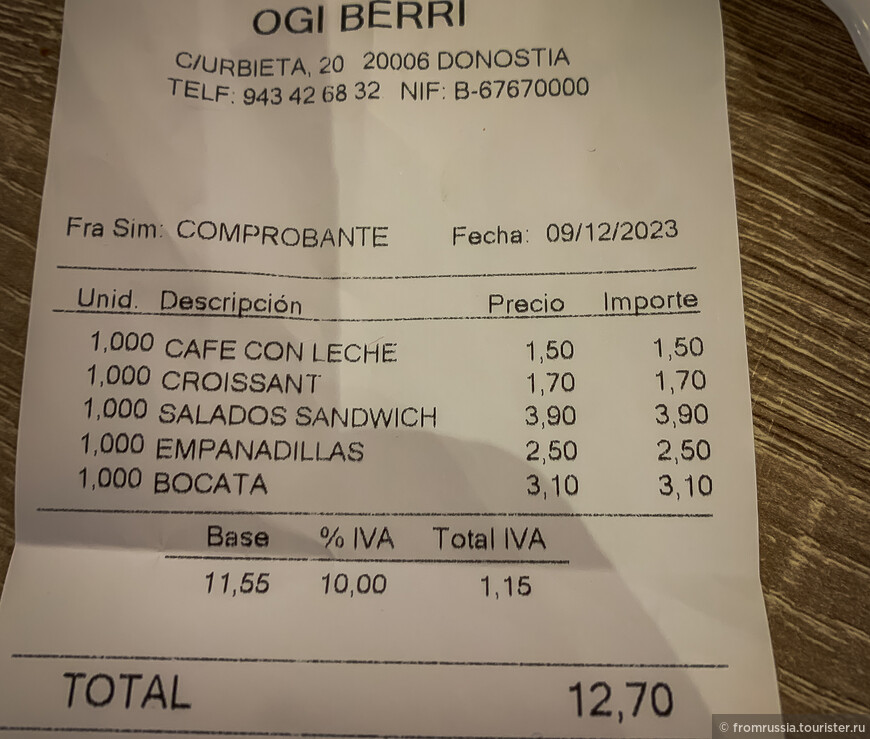 OGI BERRI
C/URBIETA, 20 20006 DONOSTIA
TELF: 943 42 68 32 NIF: B-67670000
Fra Sim: COMPROBANTE Fecha: 09/12/2023
Unid. Descripción Precio Importe
1,000 CAFE CON LECHE 1,50 1,50
1,000 CROISSANT 1,70 1,70
1,000 SALADOS SANDWICH 3,90 3,90
1,000 EMPANADILLAS 2,50 2,50
1,000 BOCATA 3,10 3,10
Base % IVA Total IVA
11,55 10,00 1,15
TOTAL 12,70
© fromrussia.tourister.ru